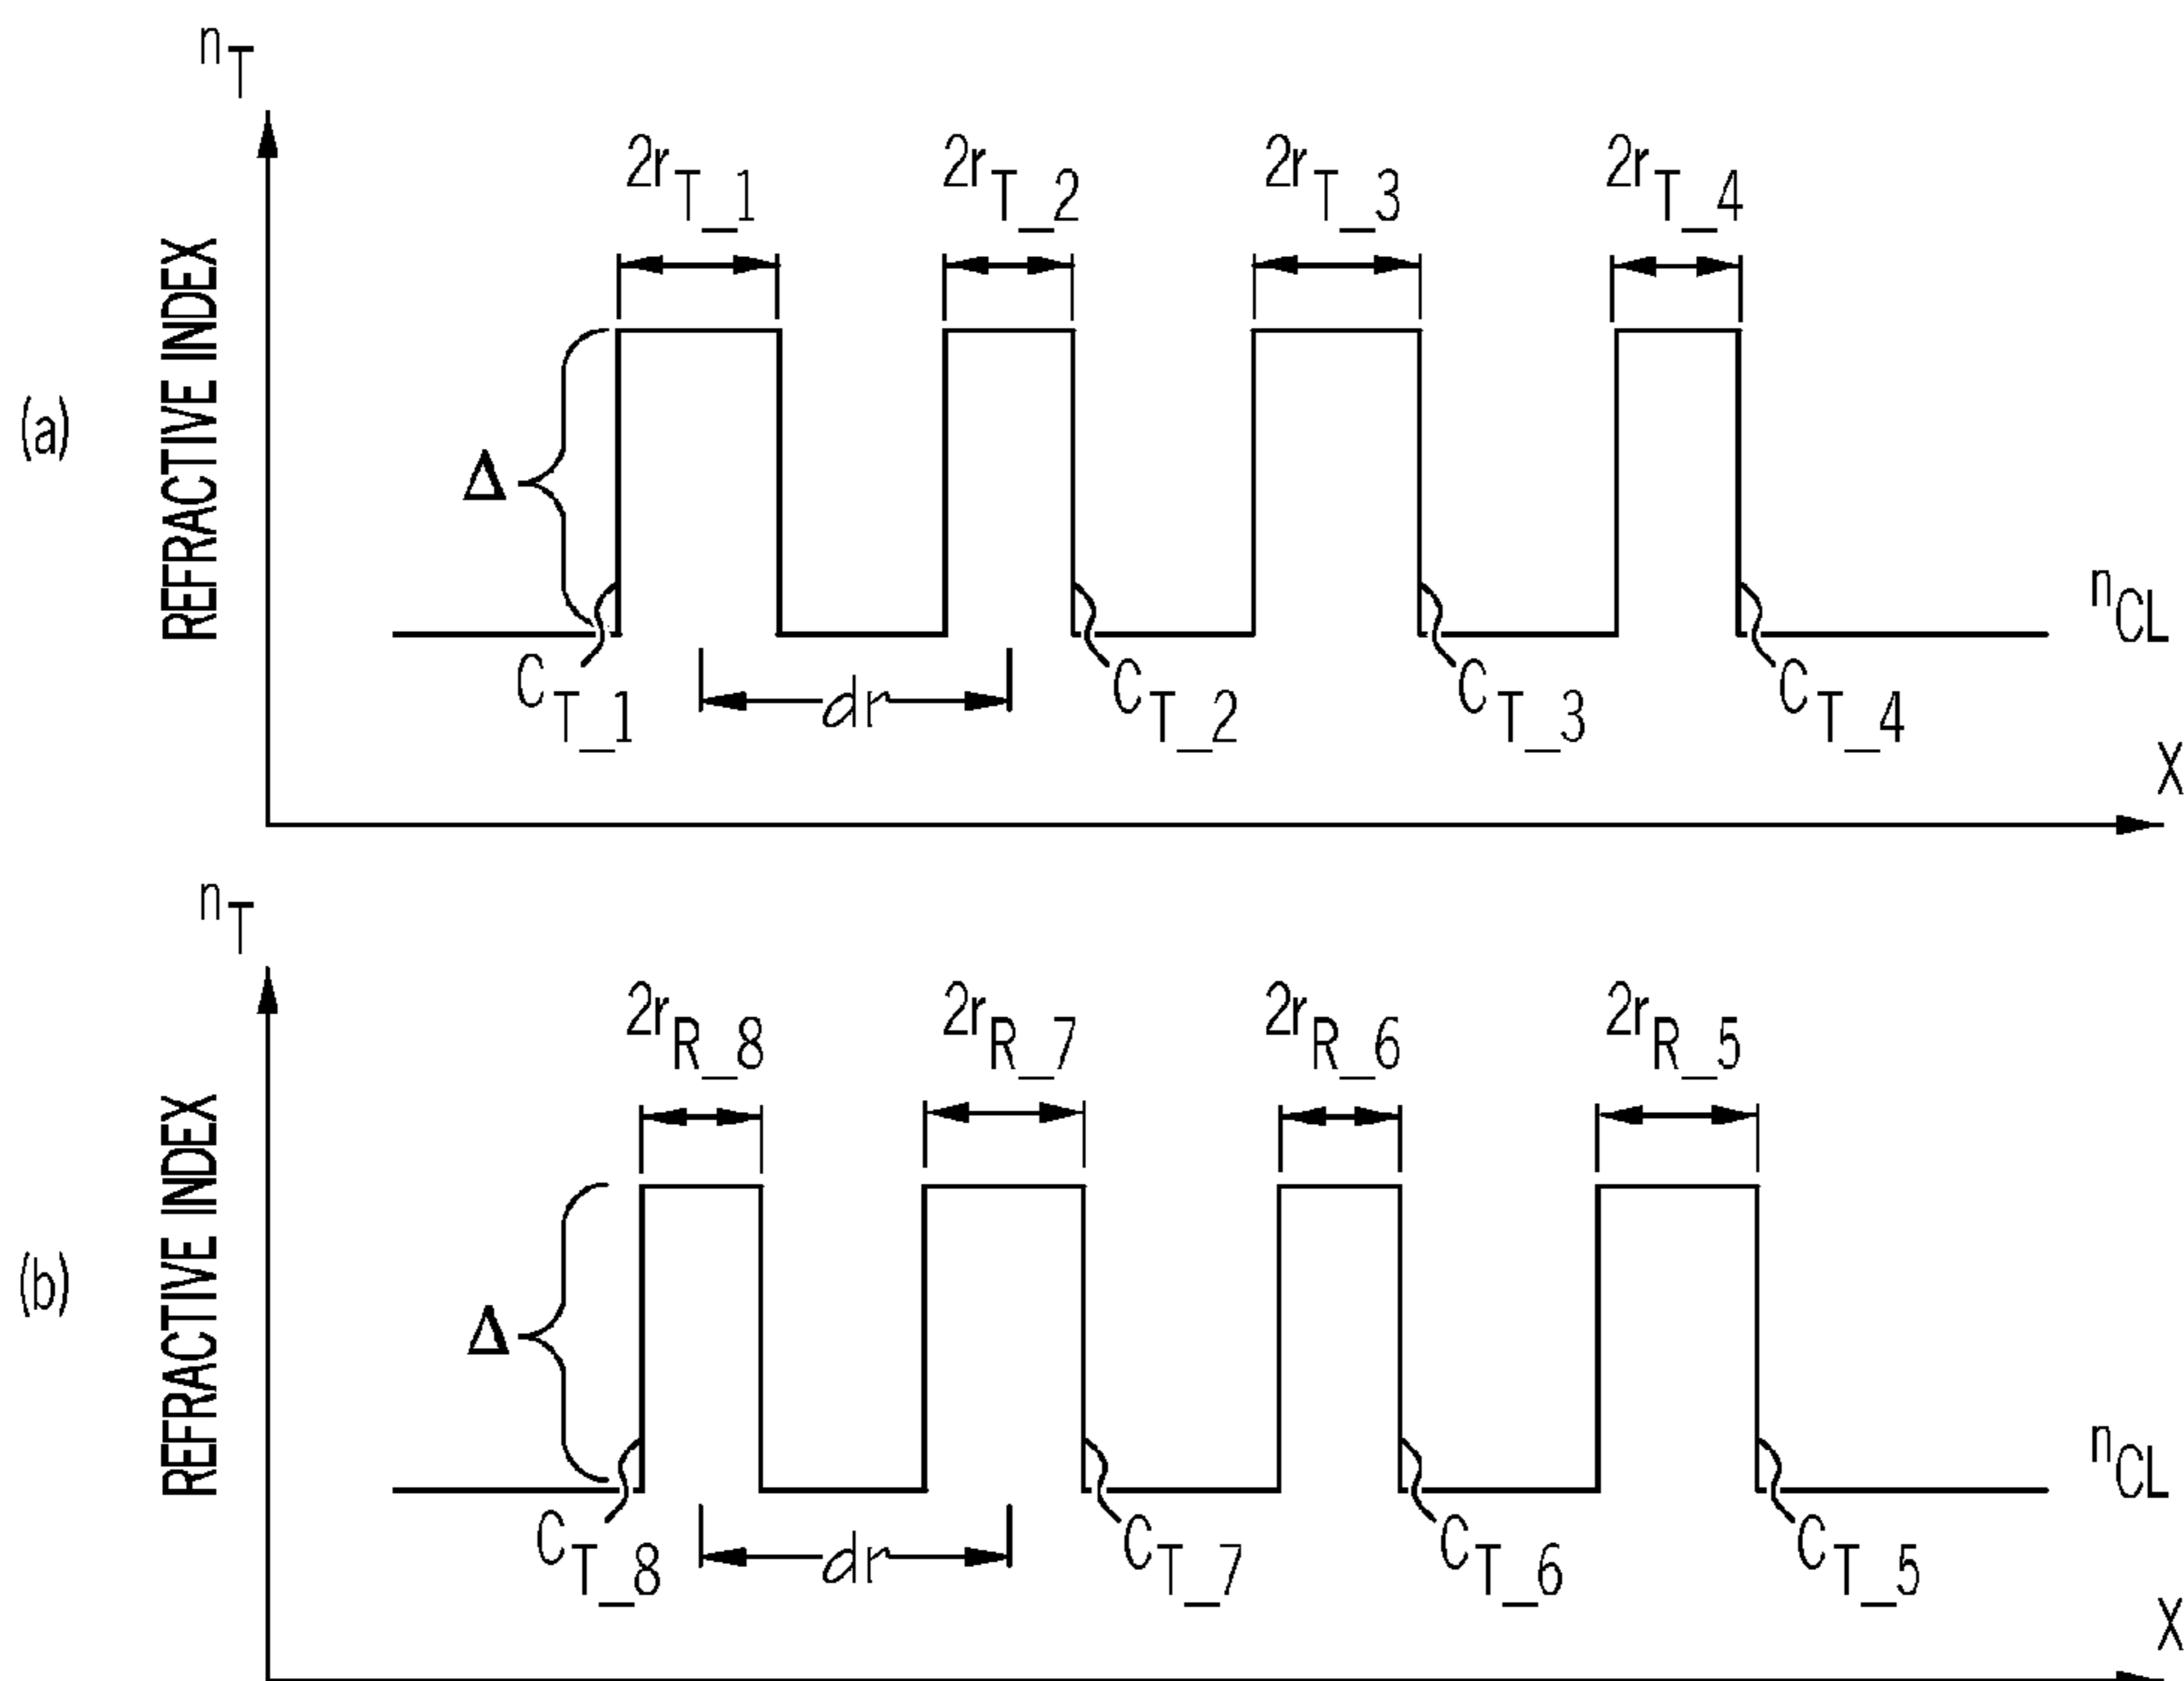 n_T
2r_T_1 2r_T_2 2r_T_3 2r_T_4
REFRACTIVE INDEX
(a)
Δ
n_CL
C_T_1 dr C_T_2 C_T_3 C_T_4
X
n_T
2r_R_8 2r_R_7 2r_R_6 2r_R_5
REFRACTIVE INDEX
(b)
Δ
n_CL
C_T_8 dr C_T_7 C_T_6 C_T_5
X